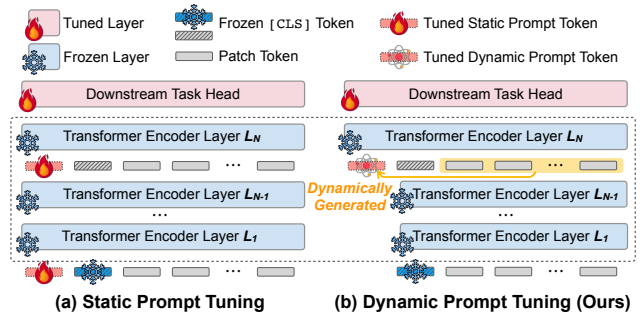 Tuned Layer
Frozen [CLS] Token
Tuned Static Prompt Token
Frozen Layer
Patch Token
Tuned Dynamic Prompt Token
Downstream Task Head
Downstream Task Head
Transformer Encoder Layer L_N
Transformer Encoder Layer L_N
...
...
Dynamically
Generated
Transformer Encoder Layer L_{N-1}
Transformer Encoder Layer L_{N-1}
...
...
Transformer Encoder Layer L_1
Transformer Encoder Layer L_1
...
...
(a) Static Prompt Tuning
(b) Dynamic Prompt Tuning (Ours)